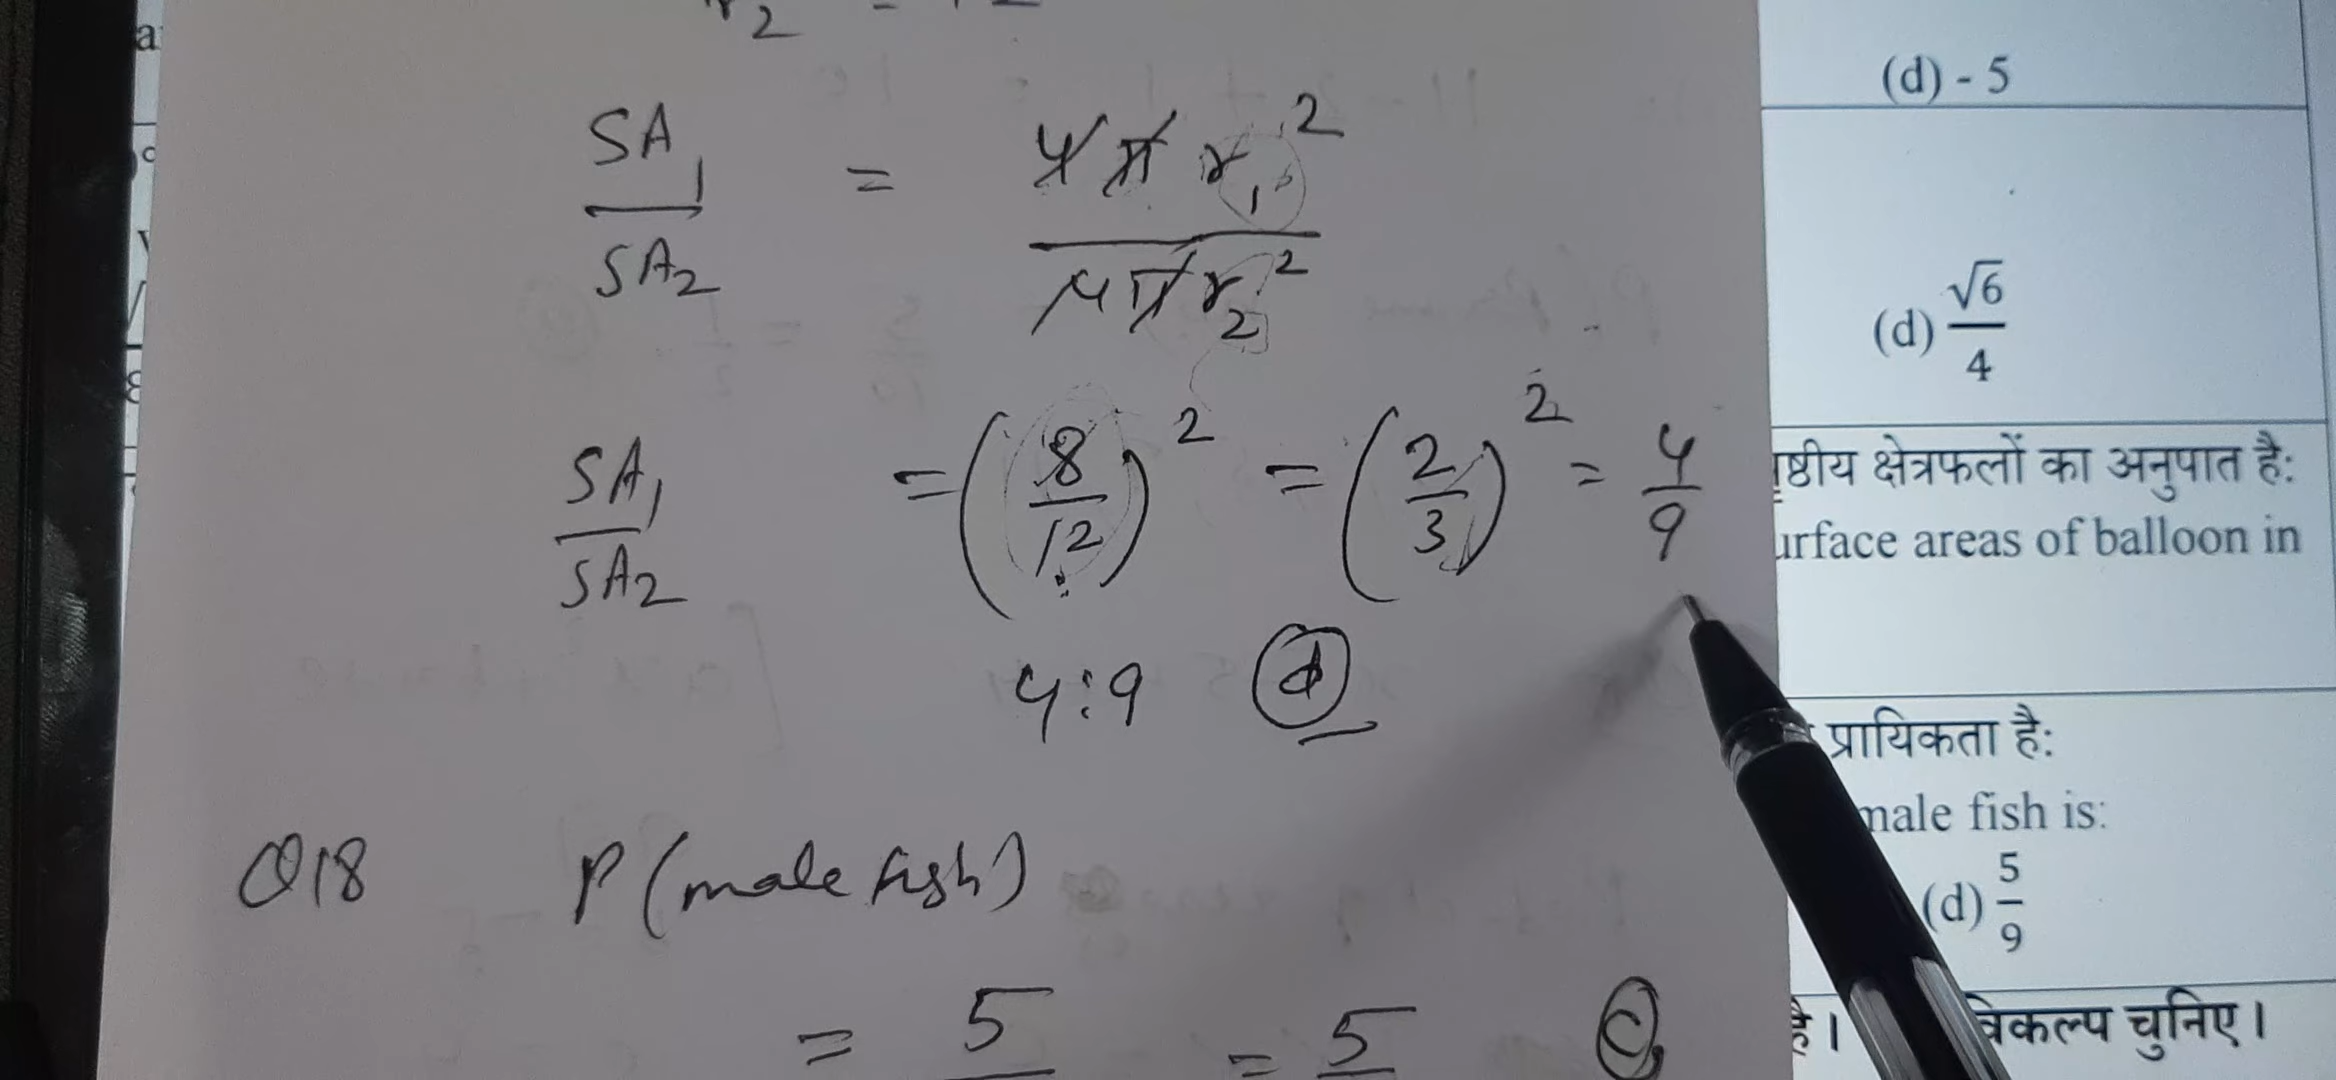 r₂ = 12
(d) - 5
SA₁ / SA₂ = 4πr₁² / 4πr₂²
(d) √6 / 4
SA₁ / SA₂ = (8/12)² = (2/3)² = 4/9
पृष्ठीय क्षेत्रफलों का अनुपात है:
urface areas of balloon in
4:9 (d)
प्रायिकता है:
male fish is:
Q18 P(male fish)
(d) 5/9
= 5 = 5 (c)
है। विकल्प चुनिए।